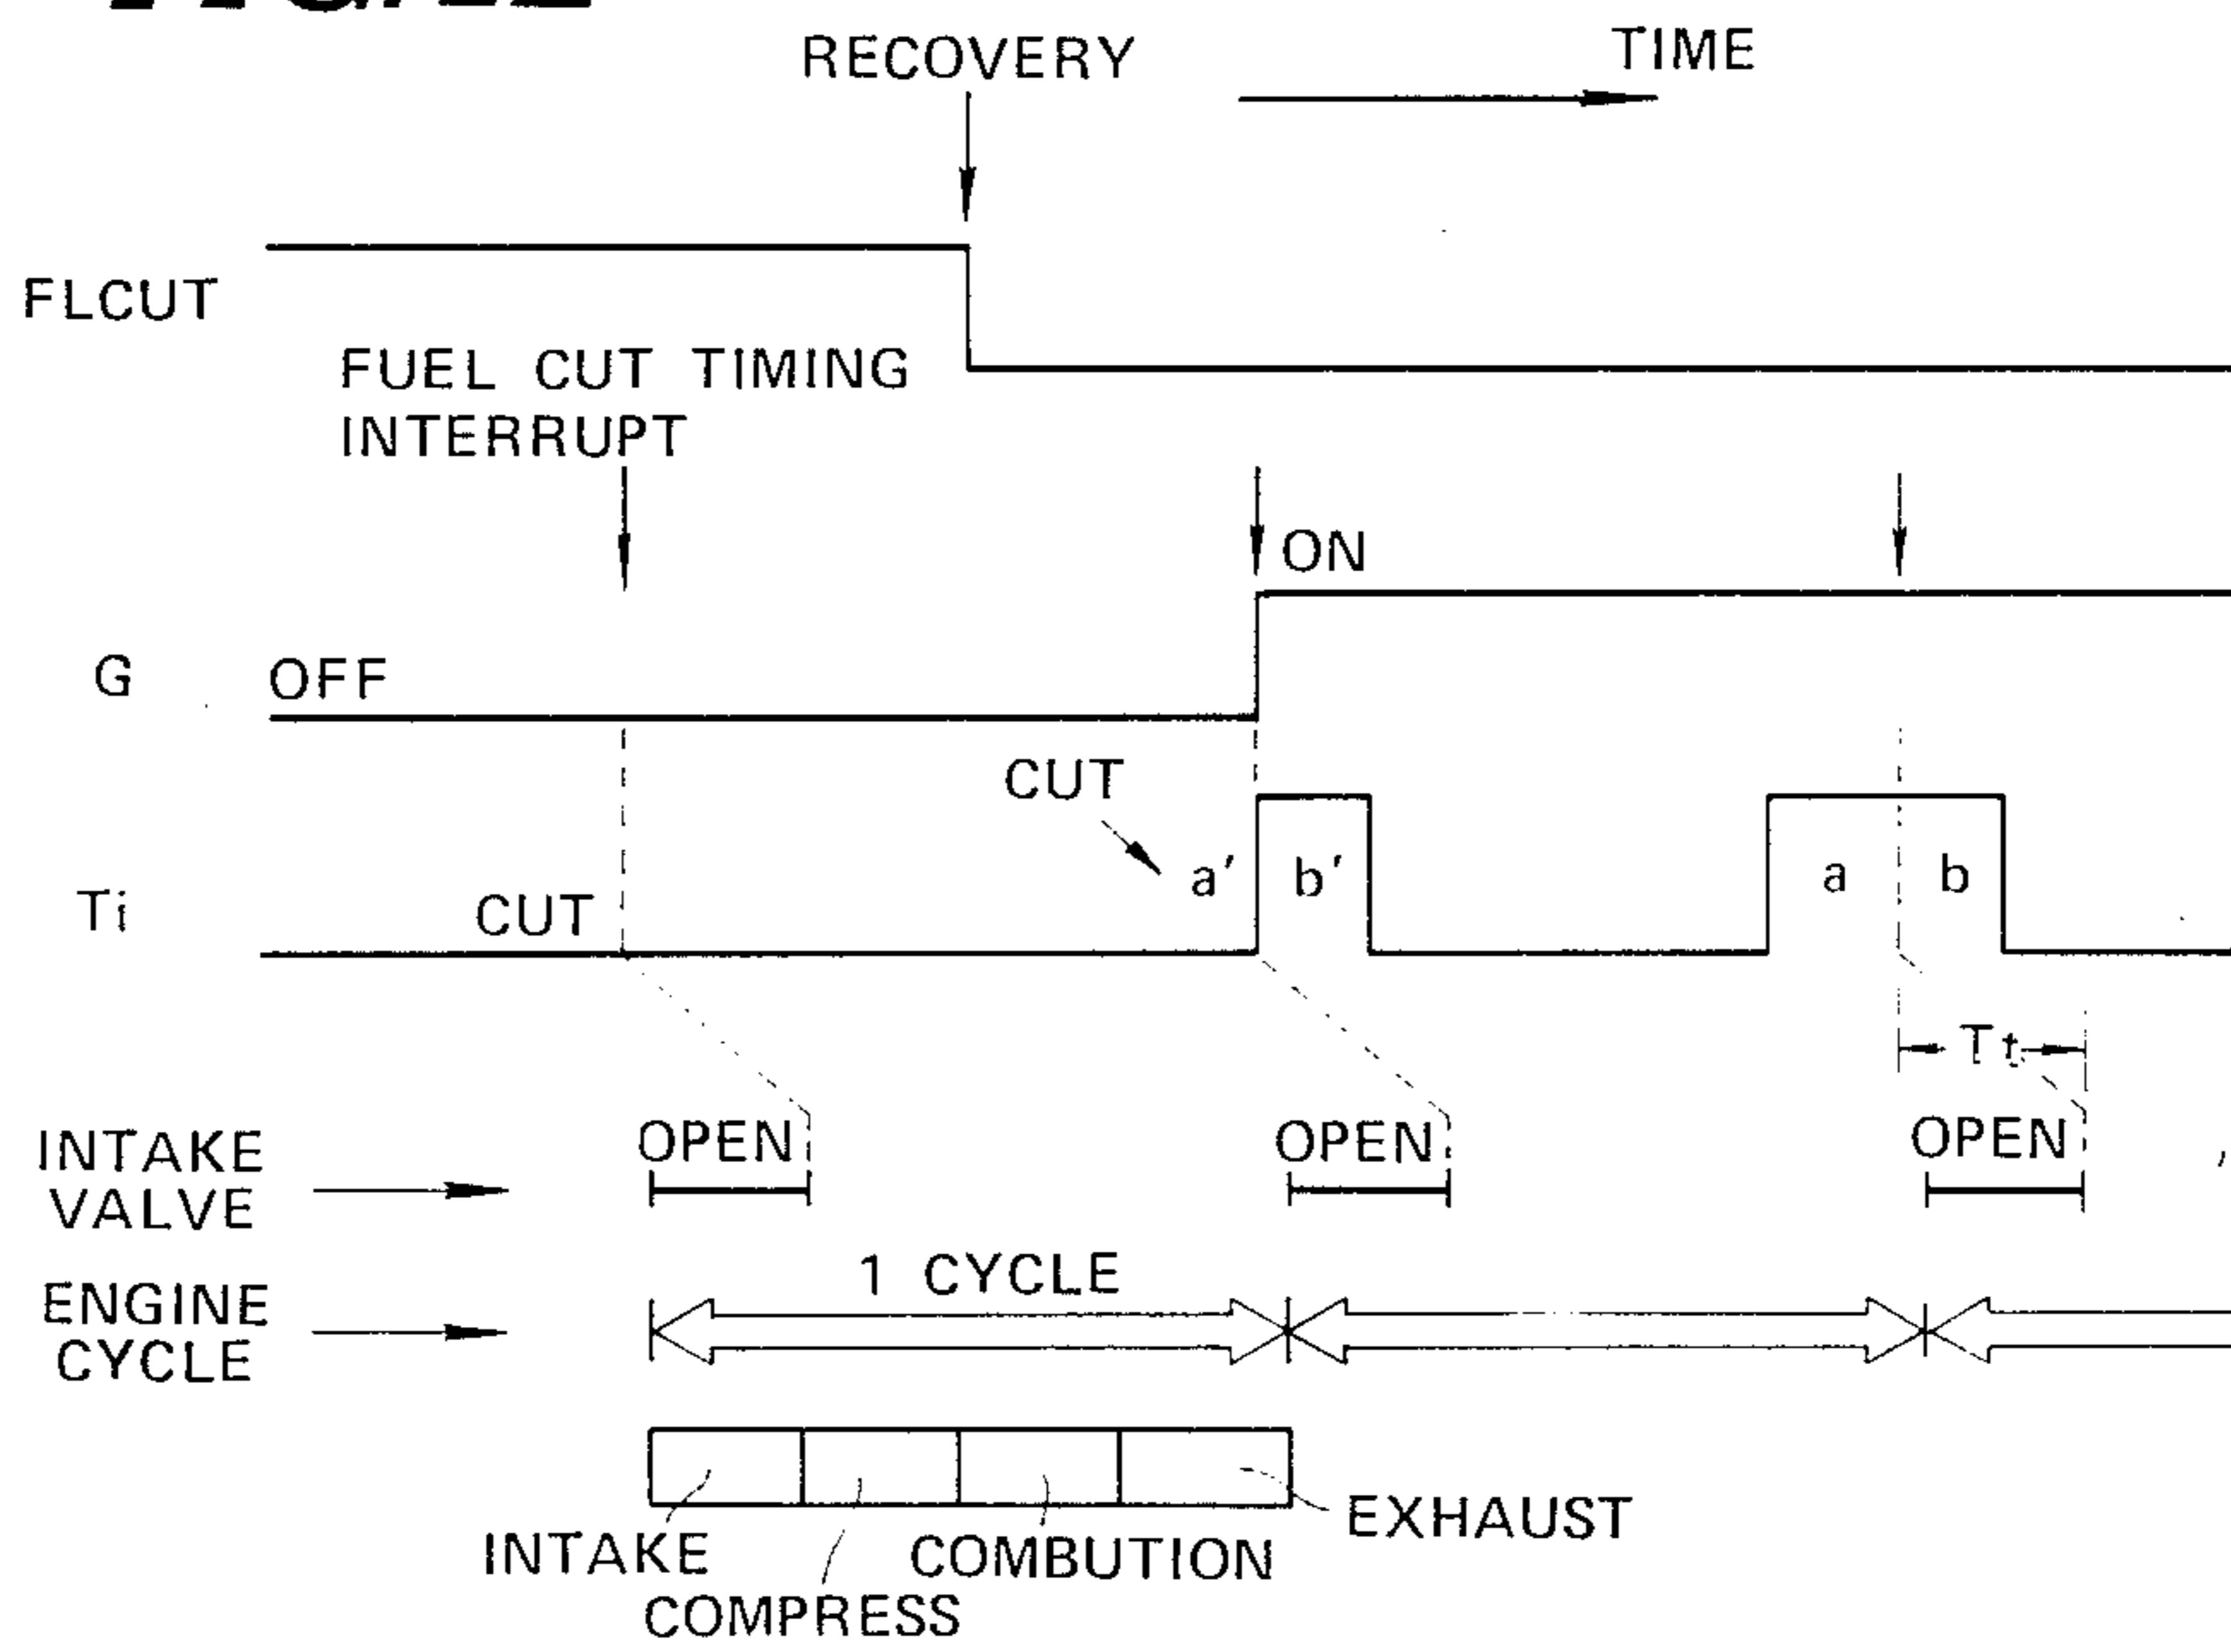 RECOVERY
TIME
FLCUT
FUEL CUT TIMING
INTERRUPT
ON
G
OFF
CUT
a' b' a b
Ti
CUT
Tt
OPEN OPEN OPEN
INTAKE
VALVE
1 CYCLE
ENGINE
CYCLE
EXHAUST
INTAKE
COMBUTION
COMPRESS